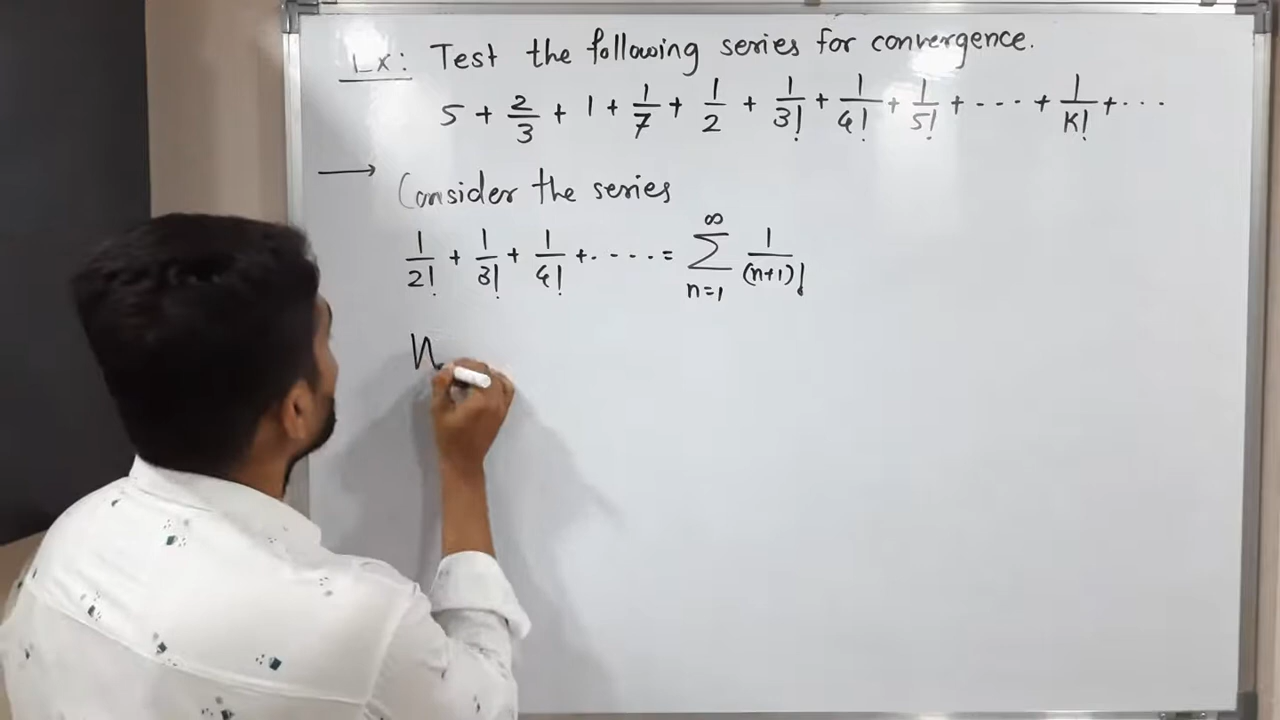 Ex: Test the following series for convergence.
5 + 2/3 + 1 + 1/7 + 1/2 + 1/3! + 1/4! + 1/5! + - - - + 1/K! + - - -
⟶ Consider the series
1/2! + 1/3! + 1/4! + - - - - = ∑_{n=1}^{∞} 1/(n+1)!
N